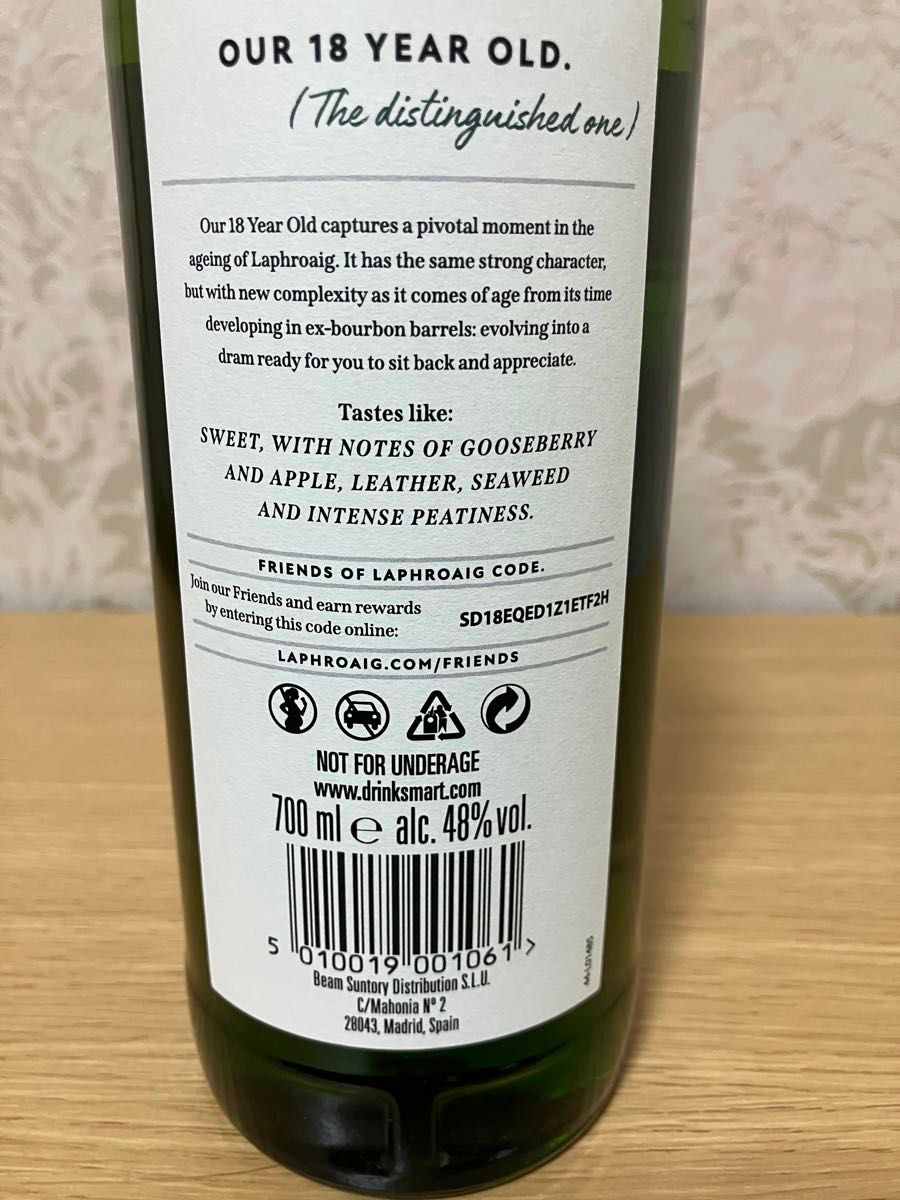 OUR 18 YEAR OLD.
(The distinguished one)
Our 18 Year Old captures a pivotal moment in the
ageing of Laphroaig. It has the same strong character,
but with new complexity as it comes of age from its time
developing in ex-bourbon barrels: evolving into a
dram ready for you to sit back and appreciate.
Tastes like:
SWEET, WITH NOTES OF GOOSEBERRY
AND APPLE, LEATHER, SEAWEED
AND INTENSE PEATINESS.
FRIENDS OF LAPHROAIG CODE.
Join our Friends and earn rewards
by entering this code online:
SD18EQED1Z1ETF2H
LAPHROAIG.COM/FRIENDS
NOT FOR UNDERAGE
www.drinksmart.com
700 ml e alc. 48% vol.
5 010019 001061 >
Beam Suntory Distribution S.L.U.
C/Mahonia Nº 2
28043, Madrid, Spain